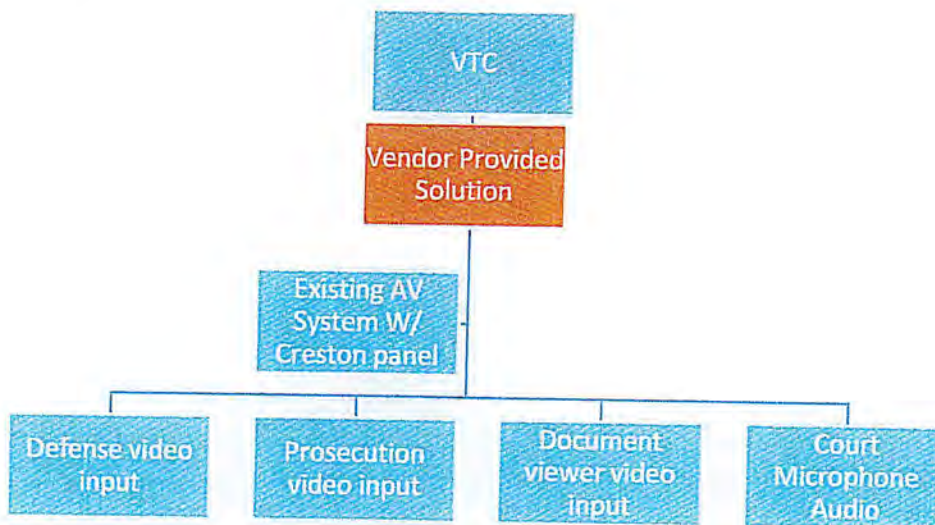 VTC
Vendor Provided
Solution
Existing AV
System W/
Creston panel
Defense video
input
Prosecution
video input
Document
viewer video
input
Court
Microphone
Audio